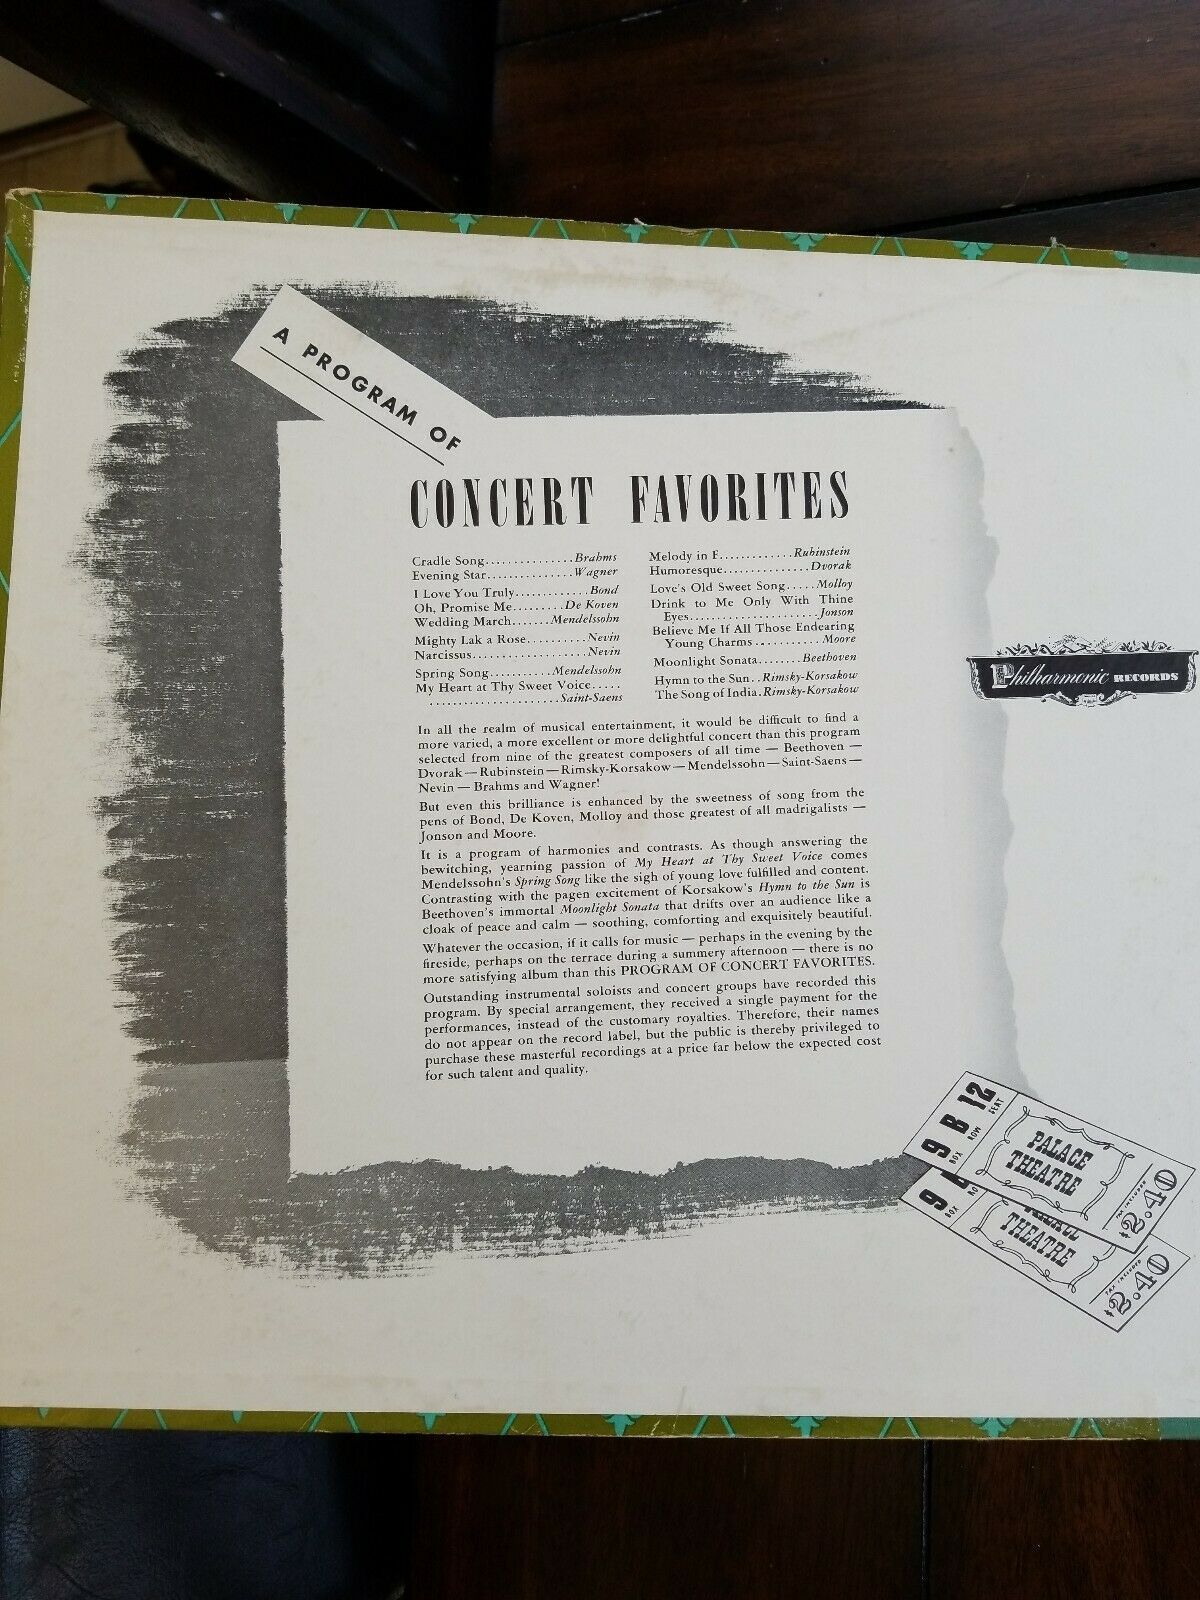 A PROGRAM OF
CONCERT FAVORITES
Cradle Song..............Brahms
Evening Star..............Wagner
I Love You Truly............Bond
Oh, Promise Me.........De Koven
Wedding March.......Mendelssohn
Mighty Lak a Rose..........Nevin
Narcissus...................Nevin
Spring Song..........Mendelssohn
My Heart at Thy Sweet Voice.....
.....................Saint-Saens
Melody in F.............Rubinstein
Humoresque...............Dvorak
Love's Old Sweet Song.....Molloy
Drink to Me Only With Thine
Eyes......................Jonson
Believe Me If All Those Endearing
Young Charms...........Moore
Moonlight Sonata........Beethoven
Hymn to the Sun..Rimsky-Korsakow
The Song of India.Rimsky-Korsakow
In all the realm of musical entertainment, it would be difficult to find a
more varied, a more excellent or more delightful concert than this program
selected from nine of the greatest composers of all time — Beethoven —
Dvorak — Rubinstein — Rimsky-Korsakow — Mendelssohn — Saint-Saens —
Nevin — Brahms and Wagner!
But even this brilliance is enhanced by the sweetness of song from the
pens of Bond, De Koven, Molloy and those greatest of all madrigalists —
Jonson and Moore.
It is a program of harmonies and contrasts. As though answering the
bewitching, yearning passion of My Heart at Thy Sweet Voice comes
Mendelssohn's Spring Song like the sigh of young love fulfilled and content.
Contrasting with the pagen excitement of Korsakow's Hymn to the Sun is
Beethoven's immortal Moonlight Sonata that drifts over an audience like a
cloak of peace and calm — soothing, comforting and exquisitely beautiful.
Whatever the occasion, if it calls for music — perhaps in the evening by the
fireside, perhaps on the terrace during a summery afternoon — there is no
more satisfying album than this PROGRAM OF CONCERT FAVORITES.
Outstanding instrumental soloists and concert groups have recorded this
program. By special arrangement, they received a single payment for the
performances, instead of the customary royalties. Therefore, their names
do not appear on the record label, but the public is thereby privileged to
purchase these masterful recordings at a price far below the expected cost
for such talent and quality.
Philharmonic RECORDS
9 B 12
BOX ROW SEAT
PALACE
THEATRE
TAX INCLUDED
$2.40
9
BOX
THEATRE
TAX INCLUDED
$2.40